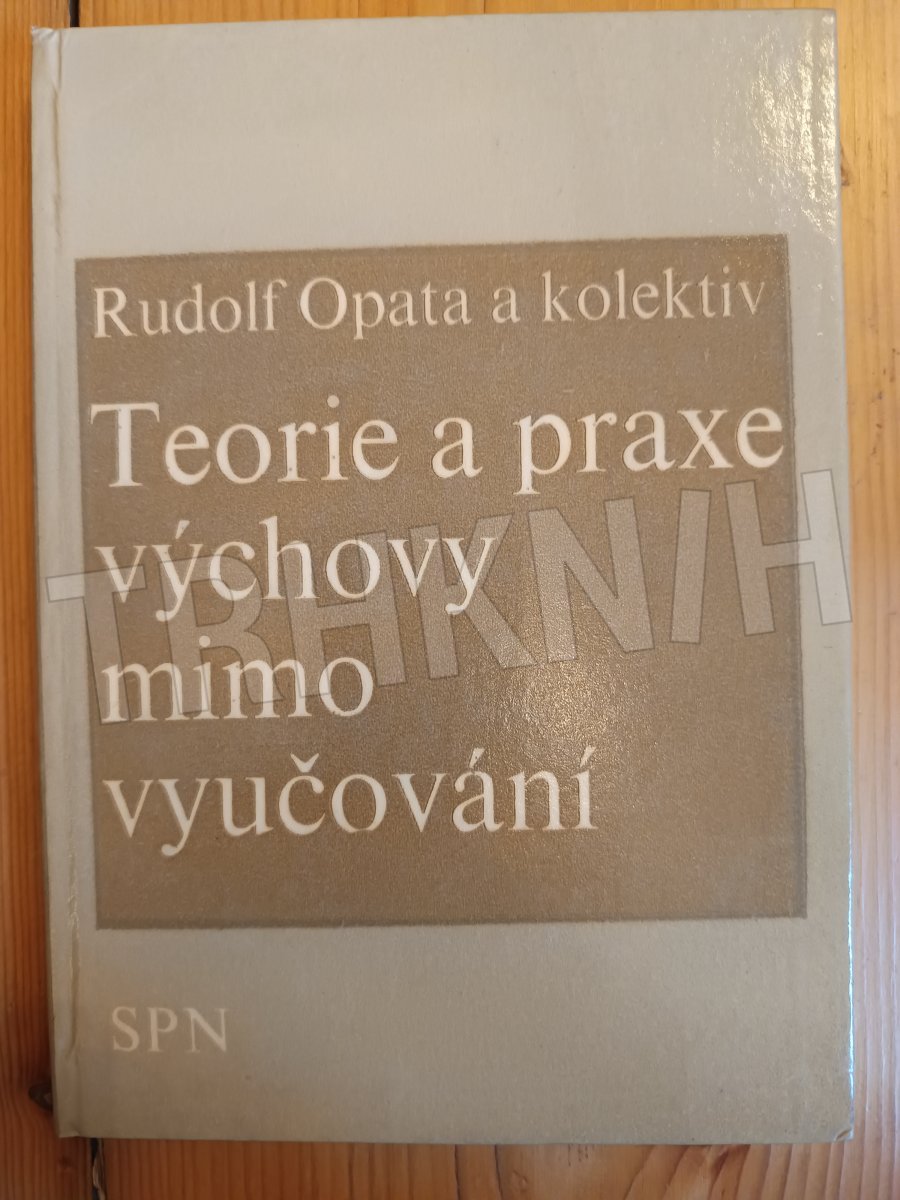 Rudolf Opata a kolektiv
Teorie a praxe
výchovy
mimo
vyučování
TRHKNIH
SPN